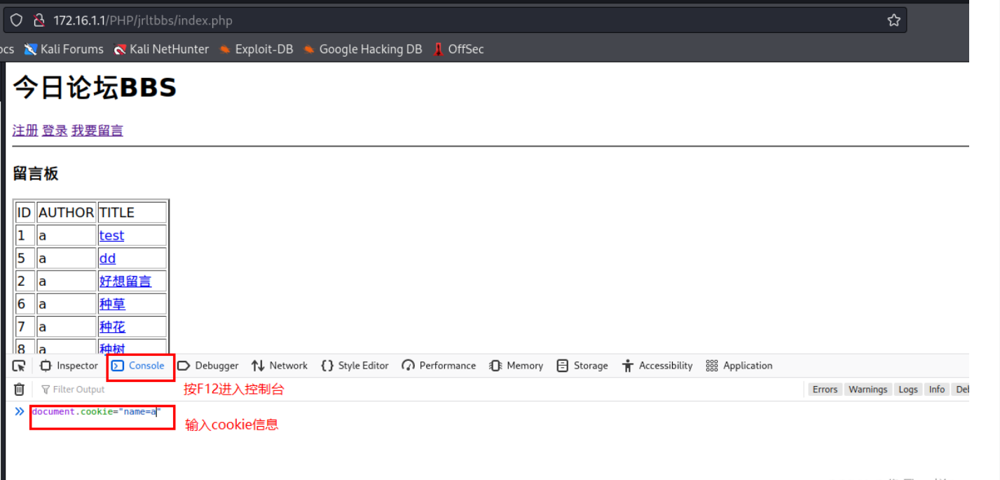 172.16.1.1/PHP/jrltbbs/index.php
ocs Kali Forums Kali NetHunter Exploit-DB Google Hacking DB OffSec
今日论坛BBS
注册 登录 我要留言
留言板
ID AUTHOR TITLE
1 a test
5 a dd
2 a 好想留言
6 a 种草
7 a 种花
8 a 种树
Inspector Console Debugger Network Style Editor Performance Memory Storage Accessibility Application
按F12进入控制台
Filter Output Errors Warnings Logs Info Del
document.cookie="name=a"
输入cookie信息